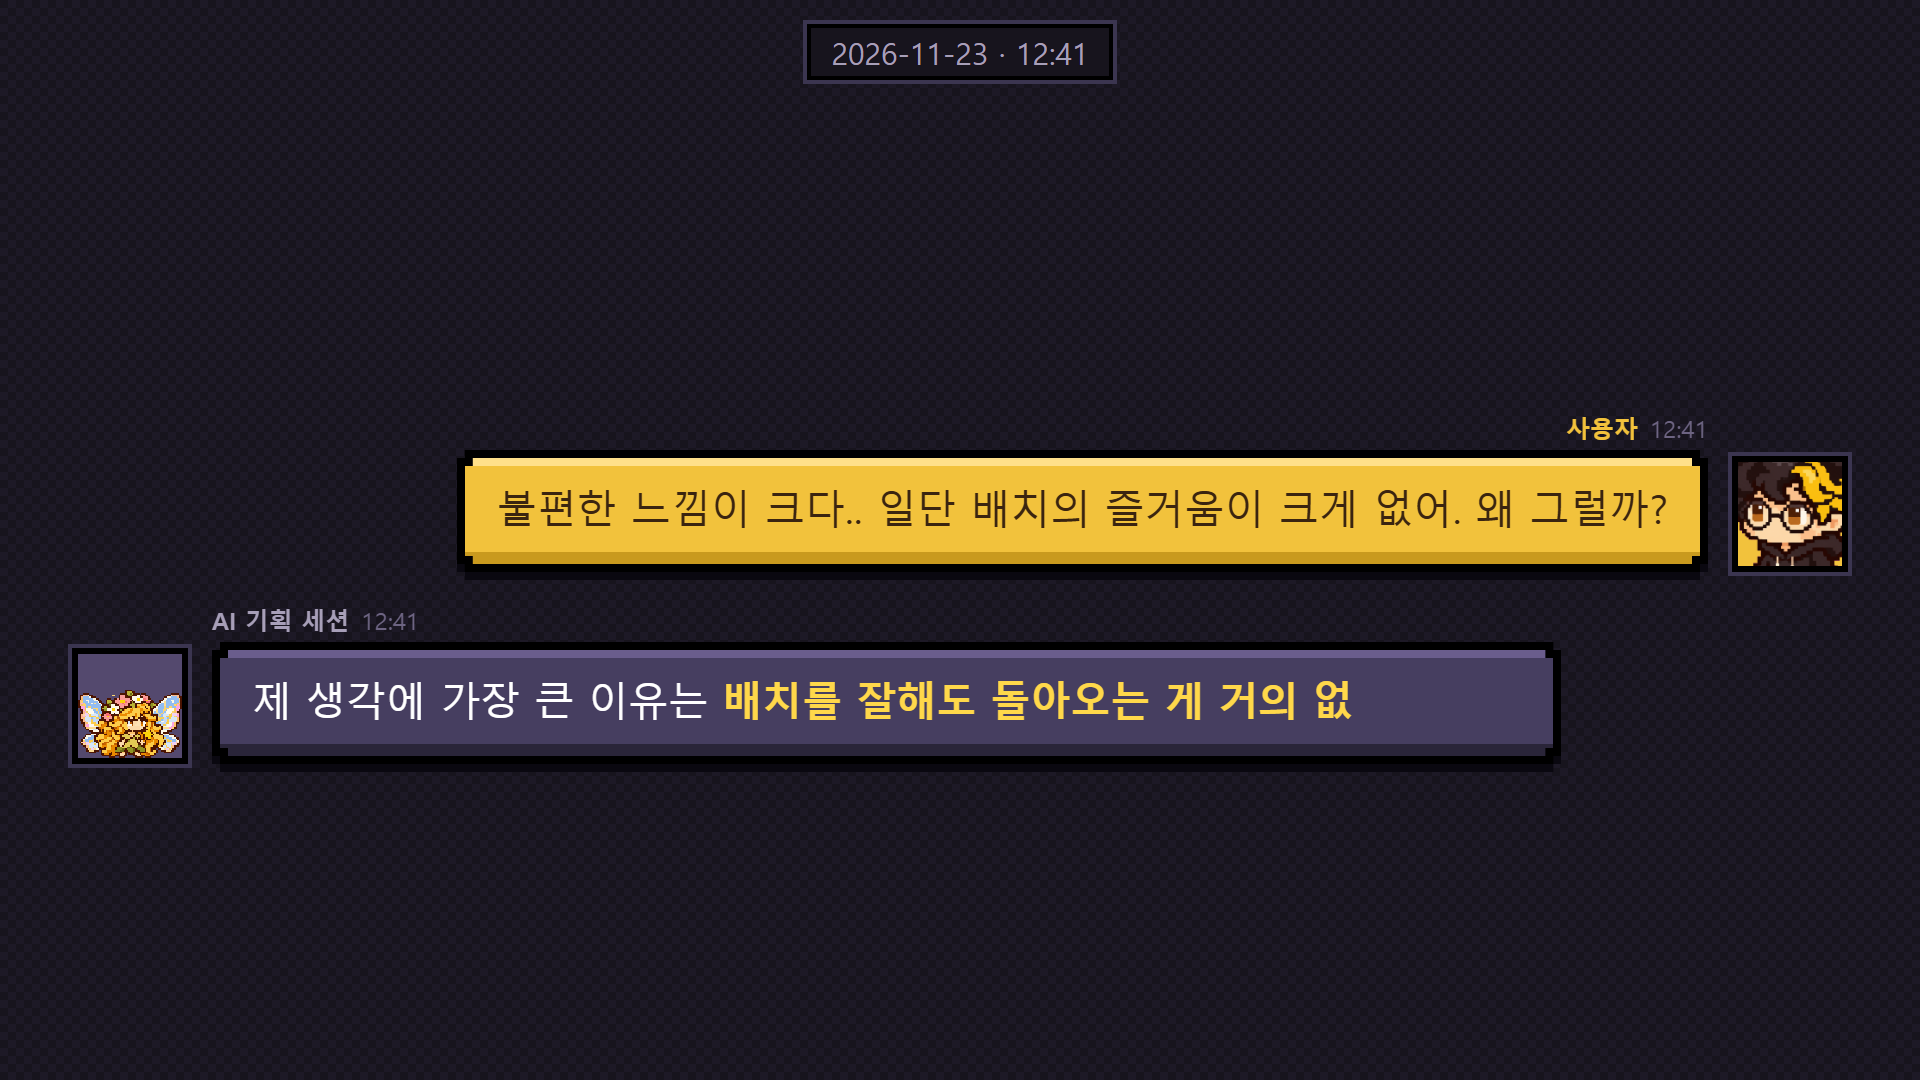 2026-11-23 · 12:41
사용자 12:41
불편한 느낌이 크다.. 일단 배치의 즐거움이 크게 없어. 왜 그럴까?
AI 기획 세션 12:41
제 생각에 가장 큰 이유는 배치를 잘해도 돌아오는 게 거의 없